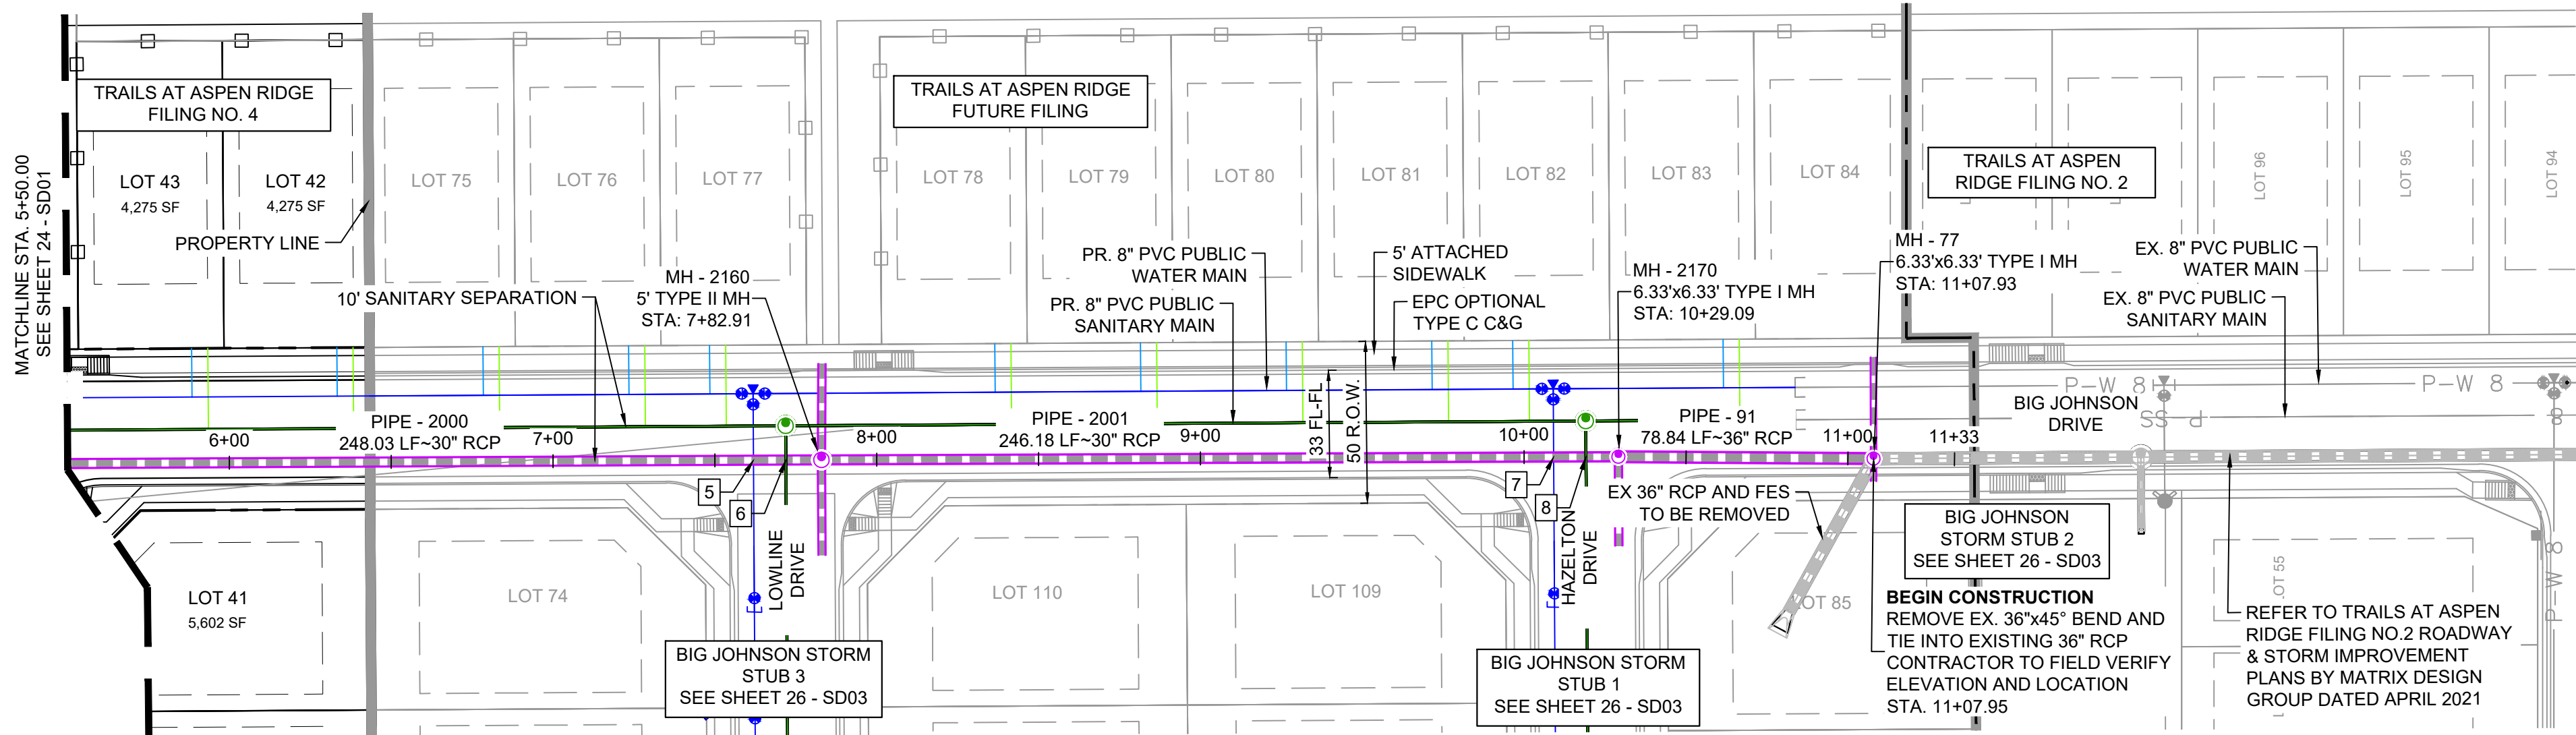 MATCHLINE STA. 5+50.00
SEE SHEET 24 - SD01
TRAILS AT ASPEN RIDGE
FILING NO. 4
LOT 43
4,275 SF
LOT 42
4,275 SF
PROPERTY LINE
LOT 75
LOT 76
LOT 77
TRAILS AT ASPEN RIDGE
FUTURE FILING
LOT 78
LOT 79
LOT 80
LOT 81
LOT 82
LOT 83
LOT 84
TRAILS AT ASPEN
RIDGE FILING NO. 2
LOT 96
LOT 95
LOT 94
10' SANITARY SEPARATION
MH - 2160
5' TYPE II MH
STA: 7+82.91
PR. 8" PVC PUBLIC
WATER MAIN
PR. 8" PVC PUBLIC
SANITARY MAIN
5' ATTACHED
SIDEWALK
EPC OPTIONAL
TYPE C C&G
MH - 2170
6.33'x6.33' TYPE I MH
STA: 10+29.09
MH - 77
6.33'x6.33' TYPE I MH
STA: 11+07.93
EX. 8" PVC PUBLIC
WATER MAIN
EX. 8" PVC PUBLIC
SANITARY MAIN
33 FL-FL
50 R.O.W.
P-W 8
P-W 8
BIG JOHNSON
DRIVE
P-SS
8
PIPE - 2000
248.03 LF~30" RCP
PIPE - 2001
246.18 LF~30" RCP
PIPE - 91
78.84 LF~36" RCP
6+00
7+00
8+00
9+00
10+00
11+00
11+33
5
6
7
8
LOWLINE
DRIVE
HAZELTON
DRIVE
EX 36" RCP AND FES
TO BE REMOVED
BIG JOHNSON
STORM STUB 2
SEE SHEET 26 - SD03
P-W 8
LOT 41
5,602 SF
LOT 74
LOT 110
LOT 109
LOT 85
LOT 55
BIG JOHNSON STORM
STUB 3
SEE SHEET 26 - SD03
BIG JOHNSON STORM
STUB 1
SEE SHEET 26 - SD03
BEGIN CONSTRUCTION
REMOVE EX. 36"x45° BEND AND
TIE INTO EXISTING 36" RCP
CONTRACTOR TO FIELD VERIFY
ELEVATION AND LOCATION
STA. 11+07.95
REFER TO TRAILS AT ASPEN
RIDGE FILING NO.2 ROADWAY
& STORM IMPROVEMENT
PLANS BY MATRIX DESIGN
GROUP DATED APRIL 2021